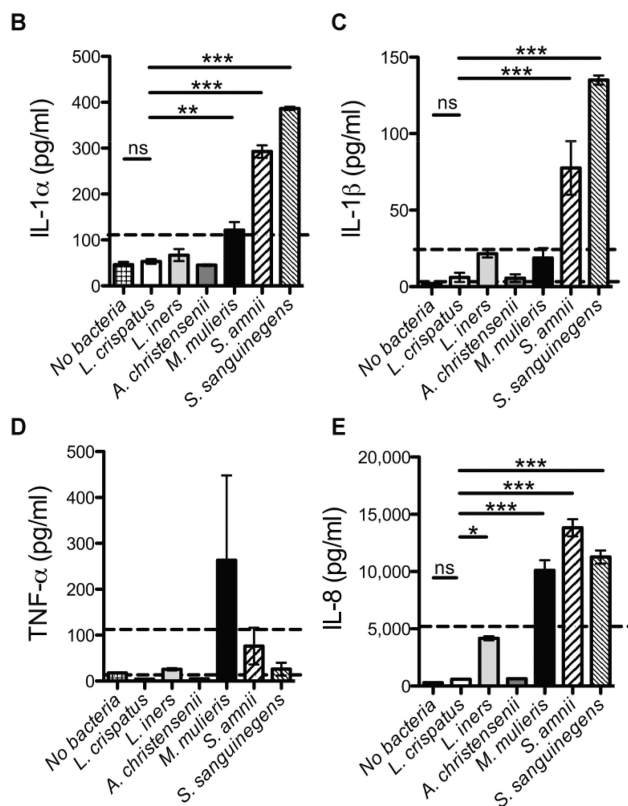 B
IL-1α (pg/ml)
500
400
300
200
100
0
***
***
**
ns
No bacteria
L. crispatus
L. iners
A. christensenii
M. mulieris
S. amnii
S. sanguinegens
C
IL-1β (pg/ml)
150
100
50
0
***
***
ns
No bacteria
L. crispatus
L. iners
A. christensenii
M. mulieris
S. amnii
S. sanguinegens
D
TNF-α (pg/ml)
500
400
300
200
100
0
No bacteria
L. crispatus
L. iners
A. christensenii
M. mulieris
S. amnii
S. sanguinegens
E
IL-8 (pg/ml)
20,000
15,000
10,000
5,000
0
***
***
***
*
ns
No bacteria
L. crispatus
L. iners
A. christensenii
M. mulieris
S. amnii
S. sanguinegens